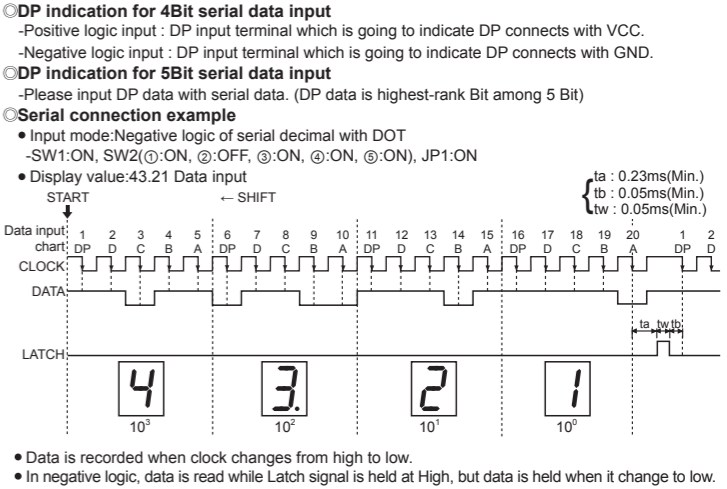 ◎DP indication for 4Bit serial data input
-Positive logic input : DP input terminal which is going to indicate DP connects with VCC.
-Negative logic input : DP input terminal which is going to indicate DP connects with GND.
◎DP indication for 5Bit serial data input
-Please input DP data with serial data. (DP data is highest-rank Bit among 5 Bit)
◎Serial connection example
● Input mode:Negative logic of serial decimal with DOT
-SW1:ON, SW2(①:ON, ②:OFF, ③:ON, ④:ON, ⑤:ON), JP1:ON
● Display value:43.21 Data input
ta : 0.23ms(Min.)
tb : 0.05ms(Min.)
tw : 0.05ms(Min.)
START ← SHIFT
Data input 1 2 3 4 5 6 7 8 9 10 11 12 13 14 15 16 17 18 19 20 1 2
chart DP D C B A DP D C B A DP D C B A DP D C B A DP D
CLOCK
DATA
ta tw tb
LATCH
4 3. 2 1
10³ 10² 10¹ 10⁰
● Data is recorded when clock changes from high to low.
● In negative logic, data is read while Latch signal is held at High, but data is held when it change to low.